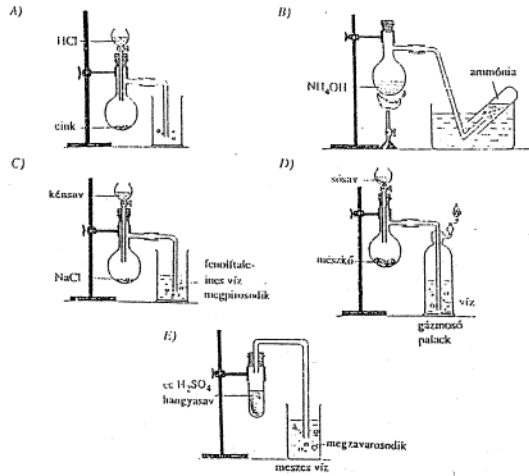 A)
HCl
cink
B)
NH₄OH
ammónia
C)
kénsav
NaCl
fenolftale-
ines víz
megpirosodik
D)
sósav
mészkő
víz
gázmosó
palack
E)
cc H₂SO₄
hangyasav
megzavarosodik
meszes víz